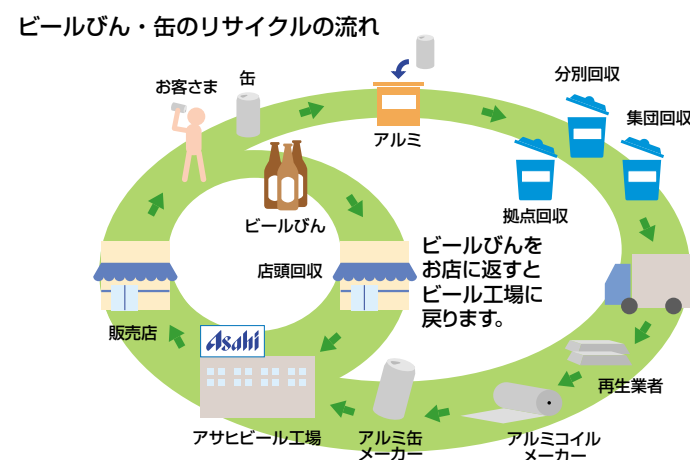 ビールびん・缶のリサイクルの流れ
お客さま
缶
アルミ
分別回収
集団回収
拠点回収
ビールびん
店頭回収
ビールびんを
お店に返すと
ビール工場に
戻ります。
販売店
Asahi
アサヒビール工場
アルミ缶
メーカー
アルミコイル
メーカー
再生業者